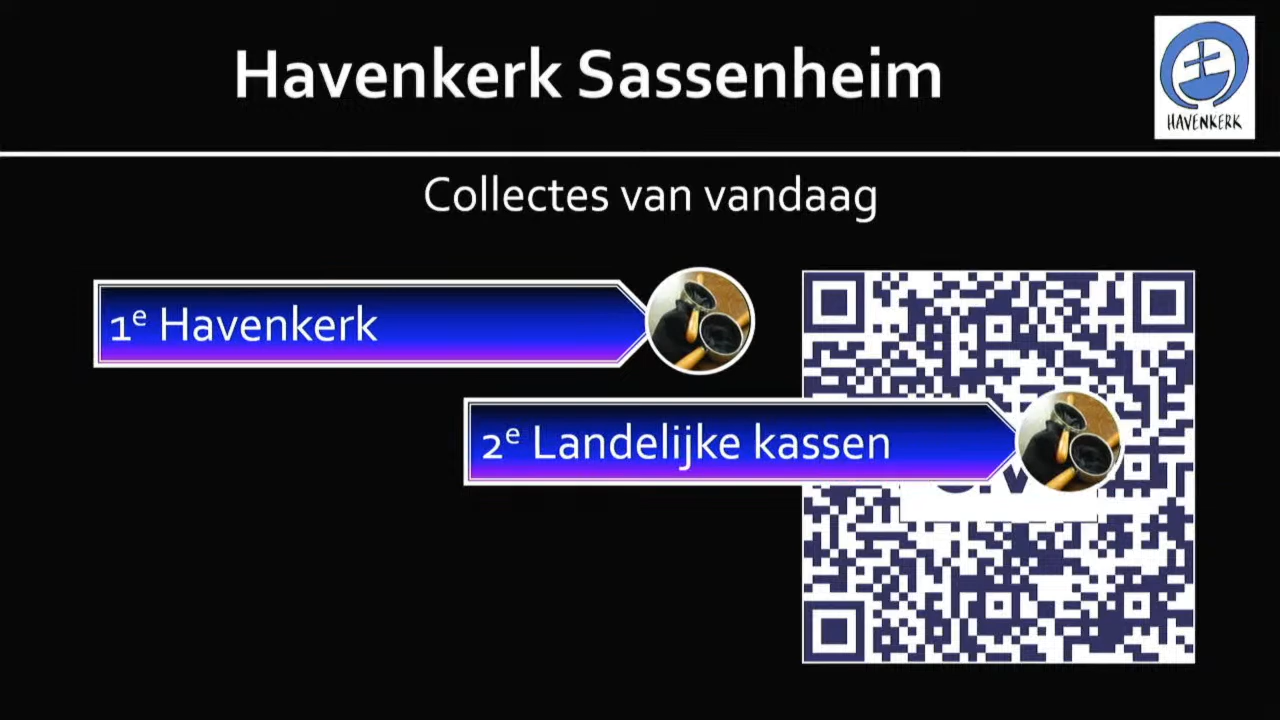 Havenkerk Sassenheim
HAVENKERK
Collectes van vandaag
1e Havenkerk
2e Landelijke kassen